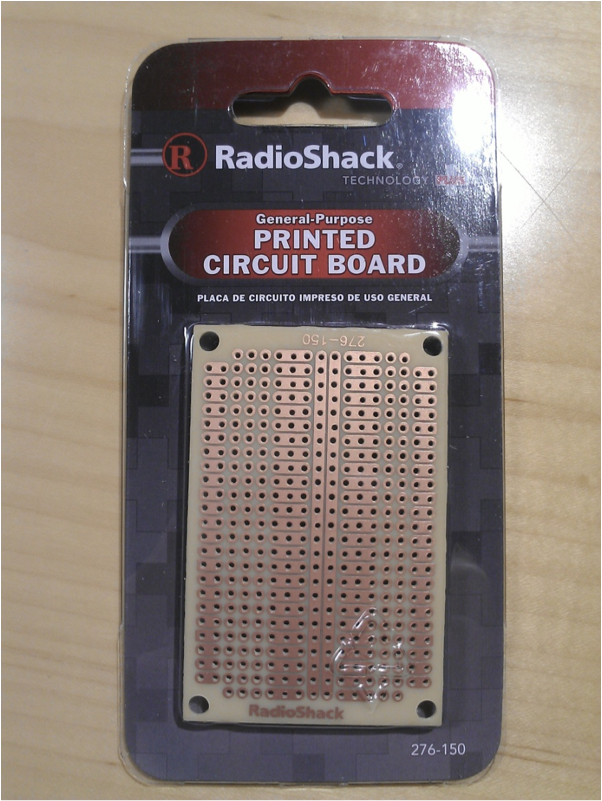 R RadioShack®
TECHNOLOGY PLUS
General-Purpose
PRINTED
CIRCUIT BOARD
PLACA DE CIRCUITO IMPRESO DE USO GENERAL
276-150
RadioShack
276-150